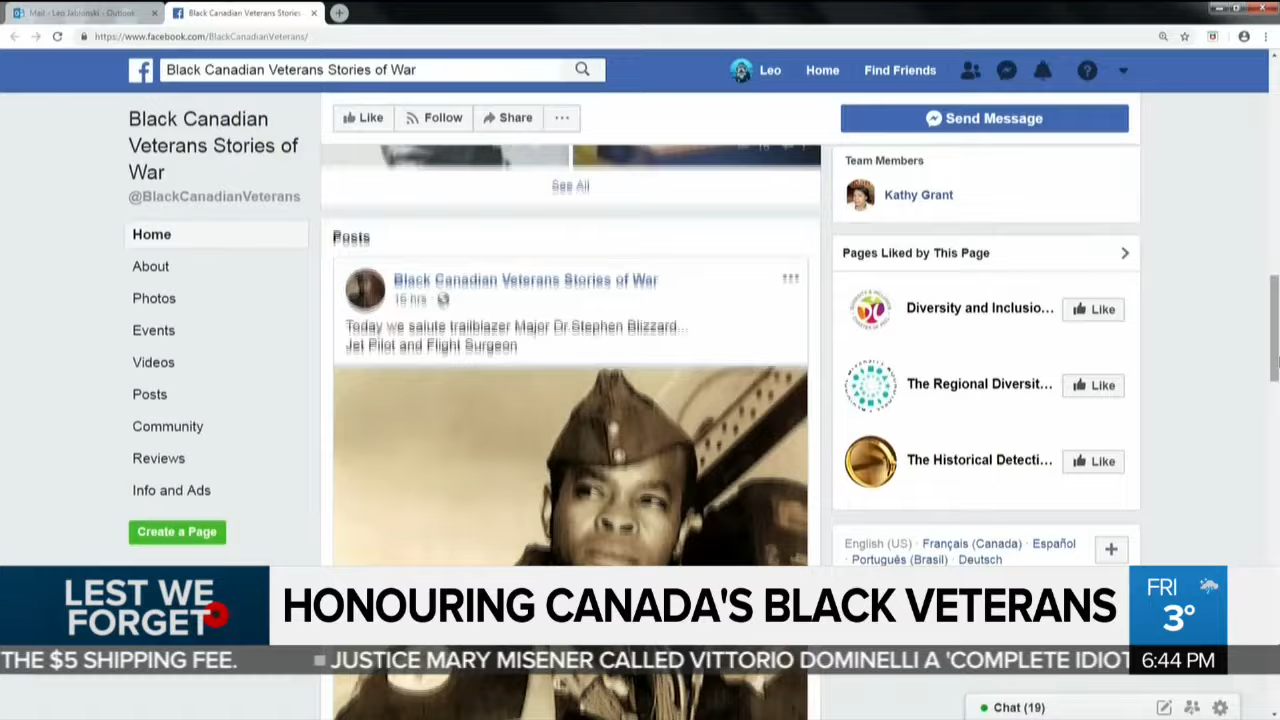 Mail - Leo Jabronski - Outlook
Black Canadian Veterans Stories
https://www.facebook.com/BlackCanadianVeterans/
Black Canadian Veterans Stories of War
Leo
Home
Find Friends
Black Canadian
Veterans Stories of
War
@BlackCanadianVeterans
Home
About
Photos
Events
Videos
Posts
Community
Reviews
Info and Ads
Create a Page
Like
Follow
Share
See All
Posts
Black Canadian Veterans Stories of War
16 hrs
Today we salute trailblazer Major Dr.Stephen Blizzard...
Jet Pilot and Flight Surgeon
Send Message
Team Members
Kathy Grant
Pages Liked by This Page
Diversity and Inclusio...
Like
The Regional Diversit...
Like
The Historical Detecti...
Like
English (US) · Français (Canada) · Español
· Português (Brasil) · Deutsch
LEST WE
FORGET
HONOURING CANADA'S BLACK VETERANS
FRI
3°
THE $5 SHIPPING FEE. ■ JUSTICE MARY MISENER CALLED VITTORIO DOMINELLI A 'COMPLETE IDIOT
6:44 PM
Chat (19)